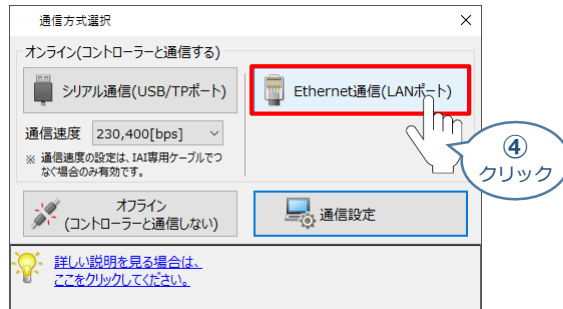 通信方式選択
オンライン(コントローラーと通信する)
シリアル通信(USB/TPポート)
Ethernet通信(LANポート)
通信速度 230,400[bps]
※ 通信速度の設定は、IAI専用ケーブルでつ
なぐ場合のみ有効です。
④
クリック
オフライン
(コントローラーと通信しない)
通信設定
詳しい説明を見る場合は、
ここをクリックしてください。